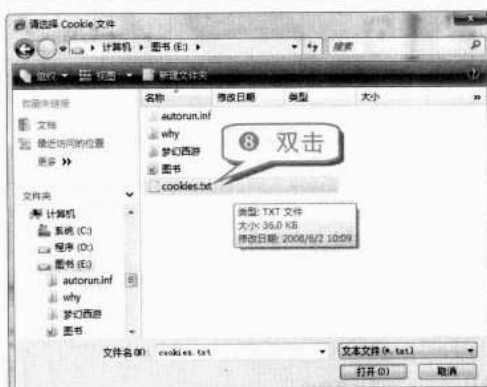 请选择 Cookie 文件
计算机 图书 (E:) 搜索
组织 视图 新建文件夹
收藏夹链接 名称 修改日期 类型 大小 »
文档 autorun.inf
最近访问的位置 why
更多 » 梦幻西游
图书
cookies.txt
❽ 双击
类型: TXT 文件
大小: 36.0 KB
修改日期: 2008/6/2 10:09
文件夹
计算机
系统 (C:)
程序 (D:)
图书 (E:)
autorun.inf
why
梦幻西游
图书
文件名(N): cookies.txt 文本文件(*.txt)
打开(O) 取消